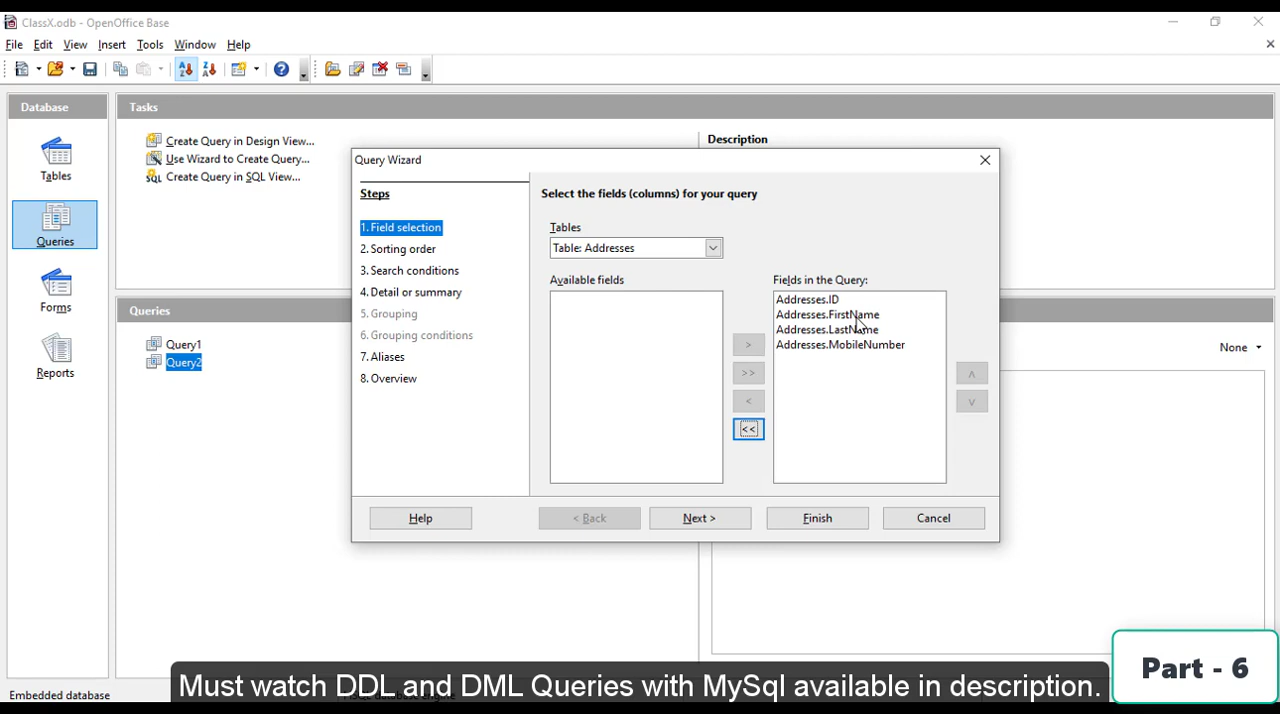 ClassX.odb - OpenOffice Base
File Edit View Insert Tools Window Help
Database
Tables
Queries
Forms
Reports
Tasks
Create Query in Design View...
Use Wizard to Create Query...
SQL Create Query in SQL View...
Description
Queries
Query1
Query2
None
Query Wizard
Steps
1. Field selection
2. Sorting order
3. Search conditions
4. Detail or summary
5. Grouping
6. Grouping conditions
7. Aliases
8. Overview
Select the fields (columns) for your query
Tables
Table: Addresses
Available fields
Fields in the Query:
Addresses.ID
Addresses.FirstName
Addresses.LastName
Addresses.MobileNumber
>
>>
<
<<
Help
< Back
Next >
Finish
Cancel
Part - 6
Must watch DDL and DML Queries with MySql available in description.
Embedded database